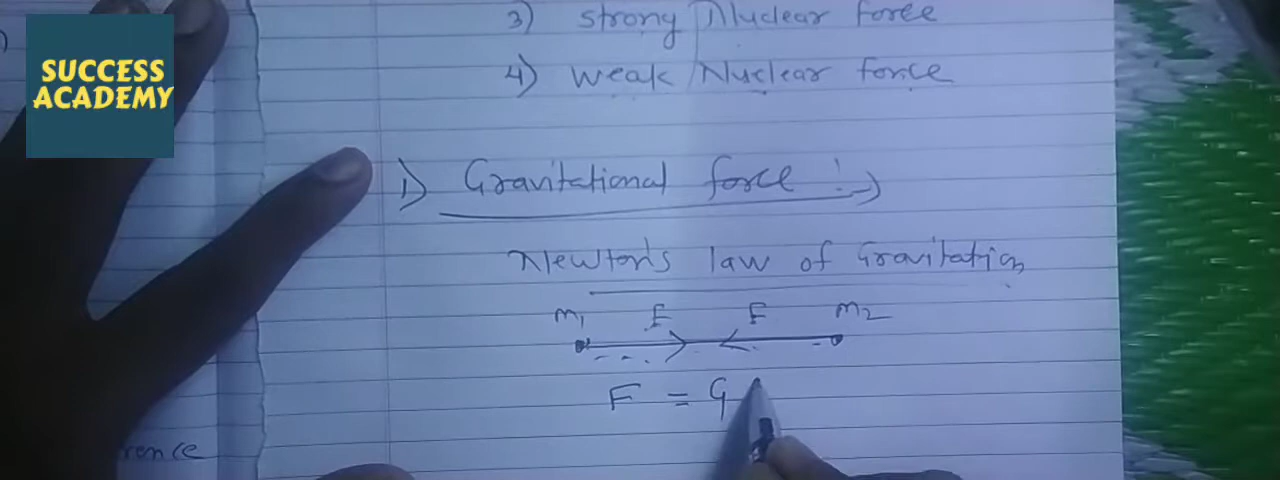 SUCCESS
ACADEMY
3) Strong Nuclear force
4) Weak Nuclear force
1) Gravitational force :-)
Newton's law of Gravitation
m1 F F m2
F = G